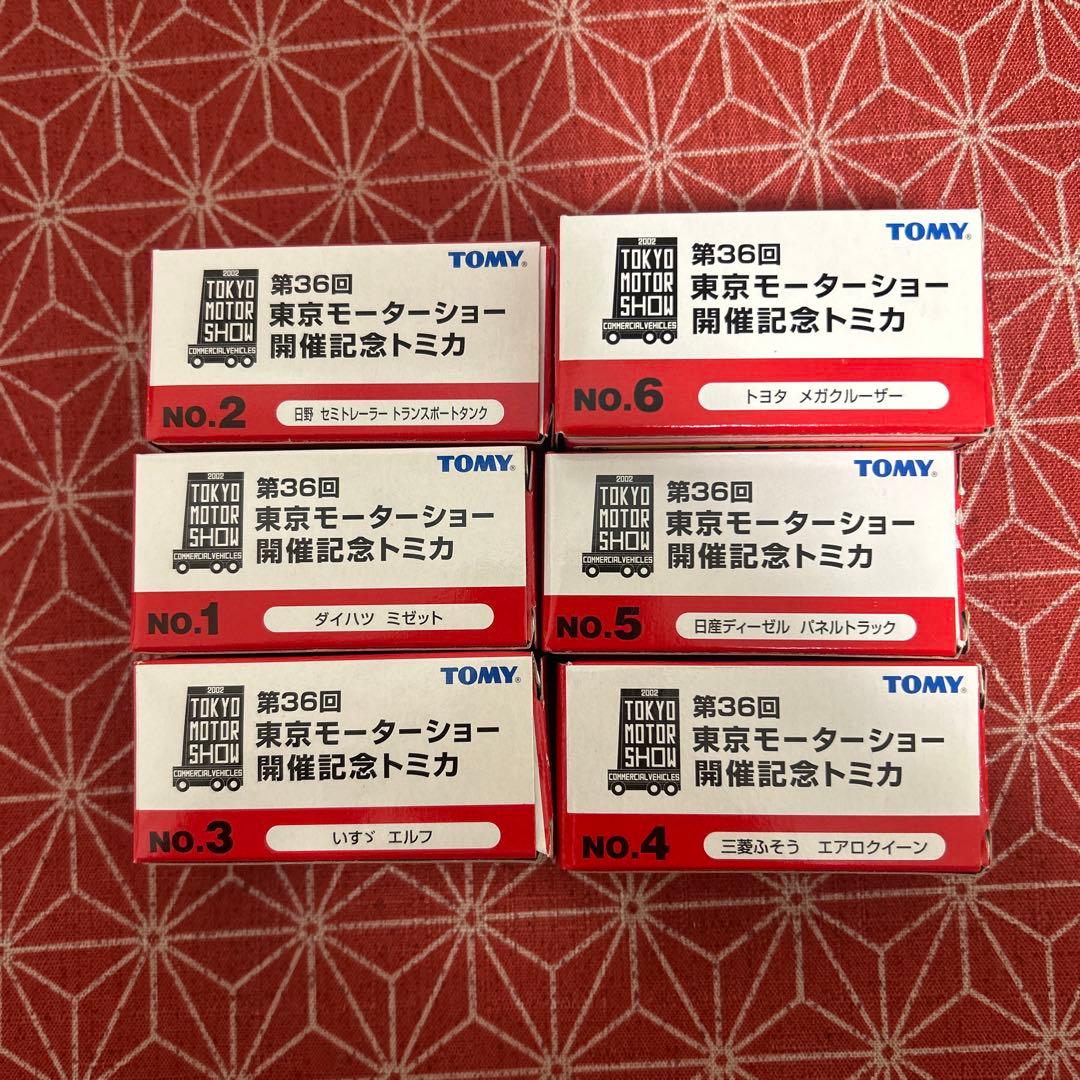 TOMY
2002
TOKYO
MOTOR
SHOW
COMMERCIAL VEHICLES
第36回
東京モーターショー
開催記念トミカ
NO.2
日野 セミトレーラー トランスポートタンク
TOMY
2002
TOKYO
MOTOR
SHOW
COMMERCIAL VEHICLES
第36回
東京モーターショー
開催記念トミカ
NO.6
トヨタ メガクルーザー
TOMY
2002
TOKYO
MOTOR
SHOW
COMMERCIAL VEHICLES
第36回
東京モーターショー
開催記念トミカ
NO.1
ダイハツ ミゼット
TOMY
2002
TOKYO
MOTOR
SHOW
COMMERCIAL VEHICLES
第36回
東京モーターショー
開催記念トミカ
NO.5
日産ディーゼル パネルトラック
TOMY
2002
TOKYO
MOTOR
SHOW
COMMERCIAL VEHICLES
第36回
東京モーターショー
開催記念トミカ
NO.3
いすゞ エルフ
TOMY
2002
TOKYO
MOTOR
SHOW
COMMERCIAL VEHICLES
第36回
東京モーターショー
開催記念トミカ
NO.4
三菱ふそう エアロクイーン